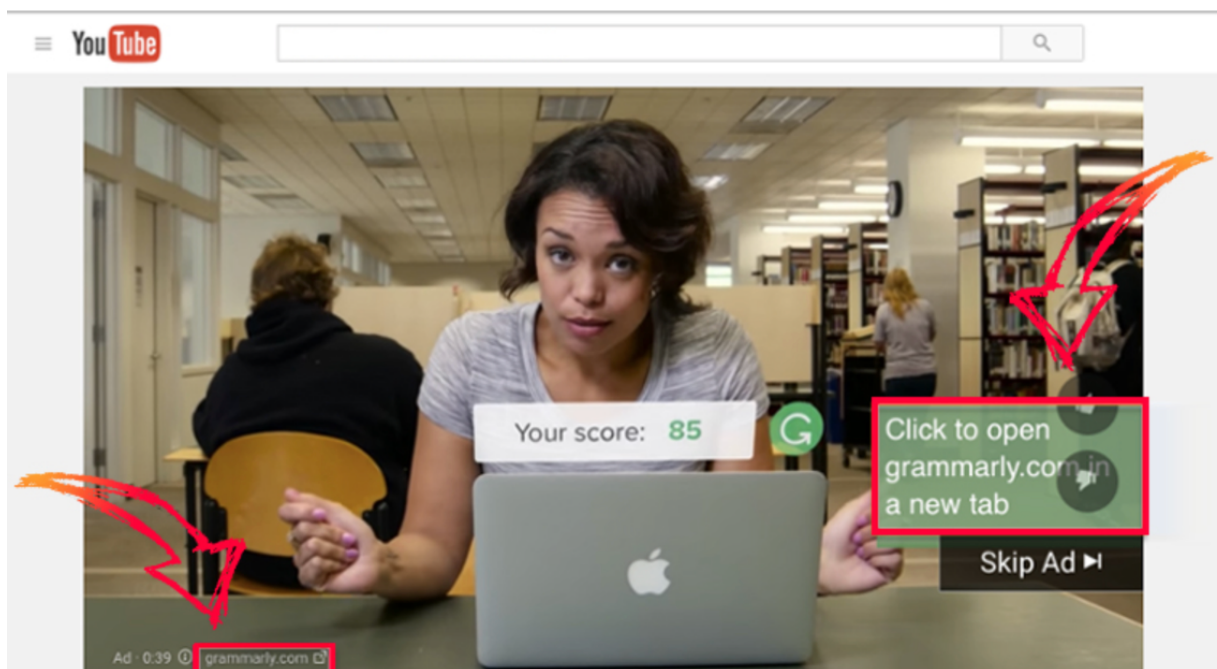 YouTube
Your score: 85
Click to open
grammarly.com in
a new tab
Skip Ad
Ad · 0:39 grammarly.com